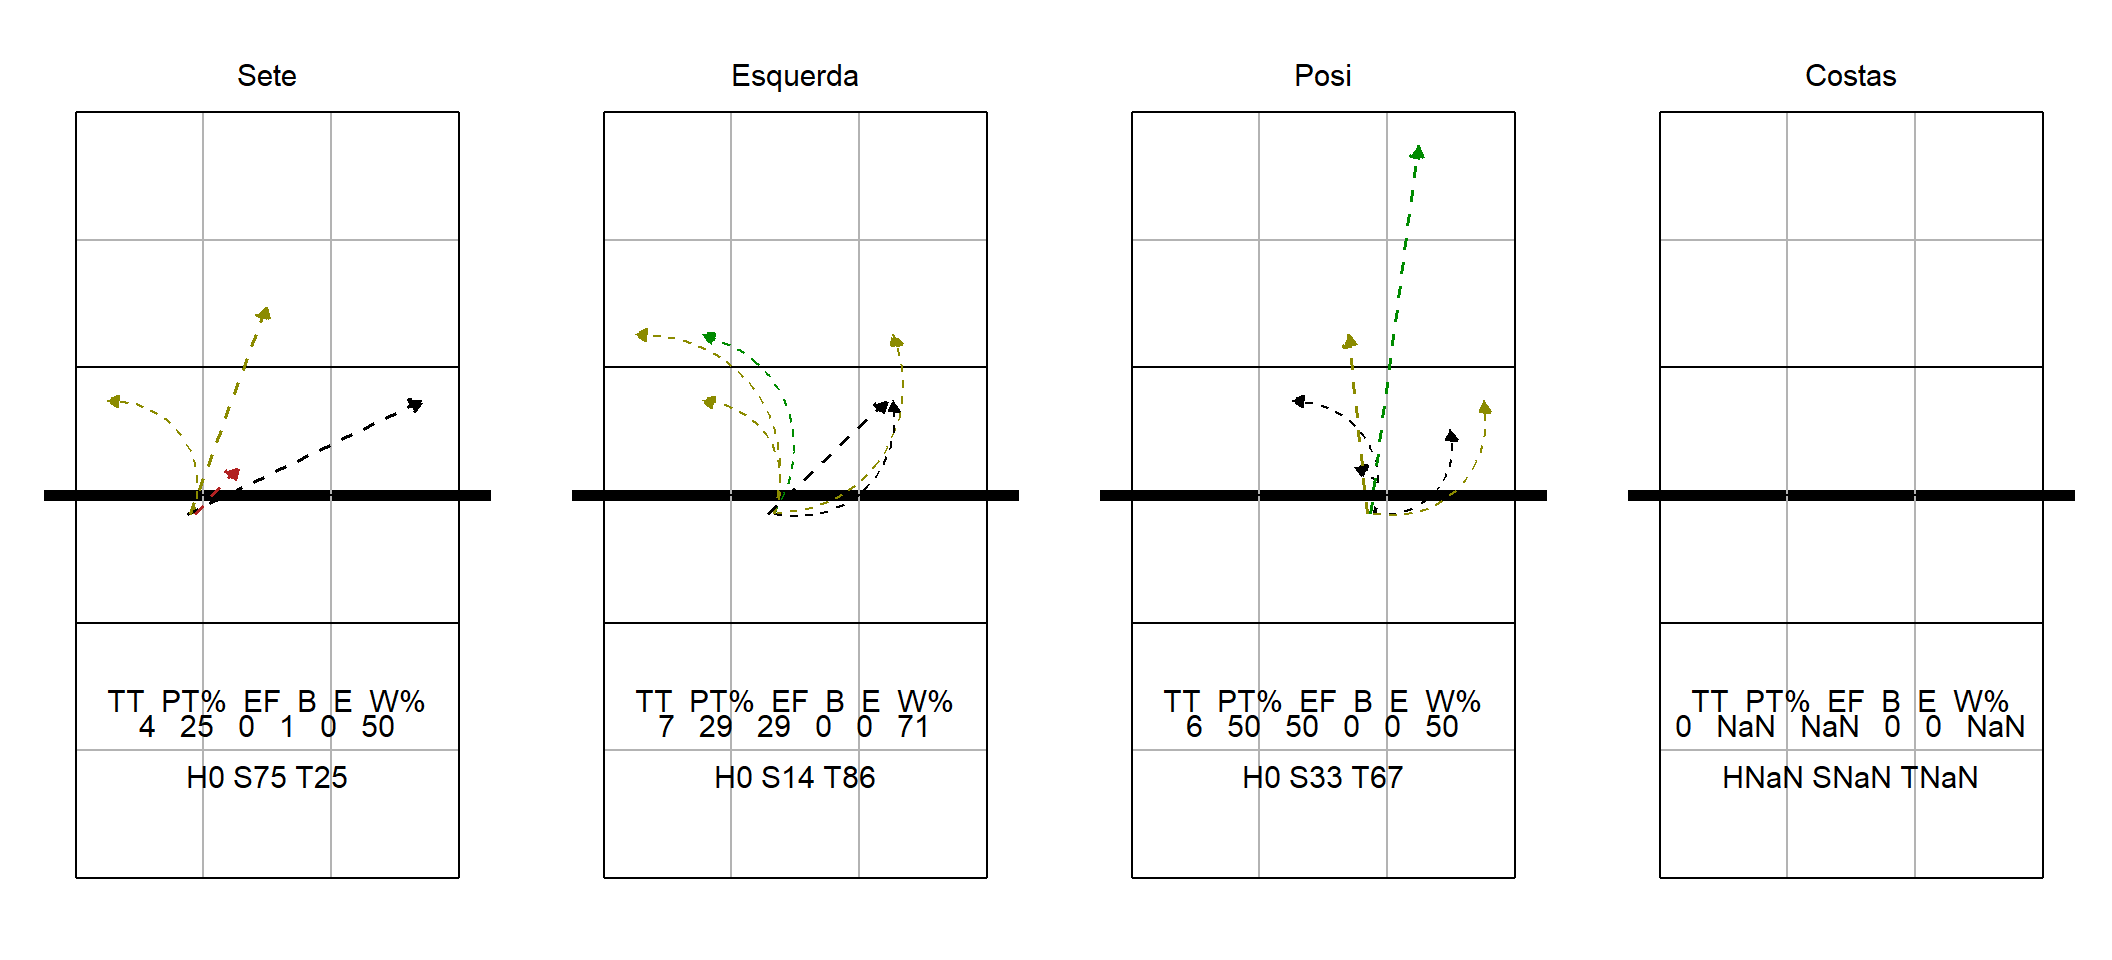 Sete
TT PT% EF B E W%
4 25 0 1 0 50
H0 S75 T25
Esquerda
TT PT% EF B E W%
7 29 29 0 0 71
H0 S14 T86
Posi
TT PT% EF B E W%
6 50 50 0 0 50
H0 S33 T67
Costas
TT PT% EF B E W%
0 NaN NaN 0 0 NaN
HNaN SNaN TNaN